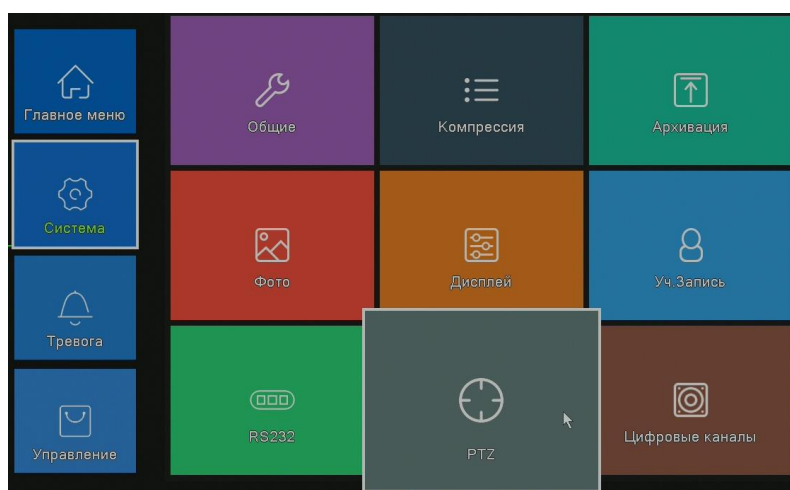 Главное меню
Система
Тревога
Управление
Общие
Компрессия
Архивация
Фото
Дисплей
Уч.Запись
RS232
PTZ
Цифровые каналы